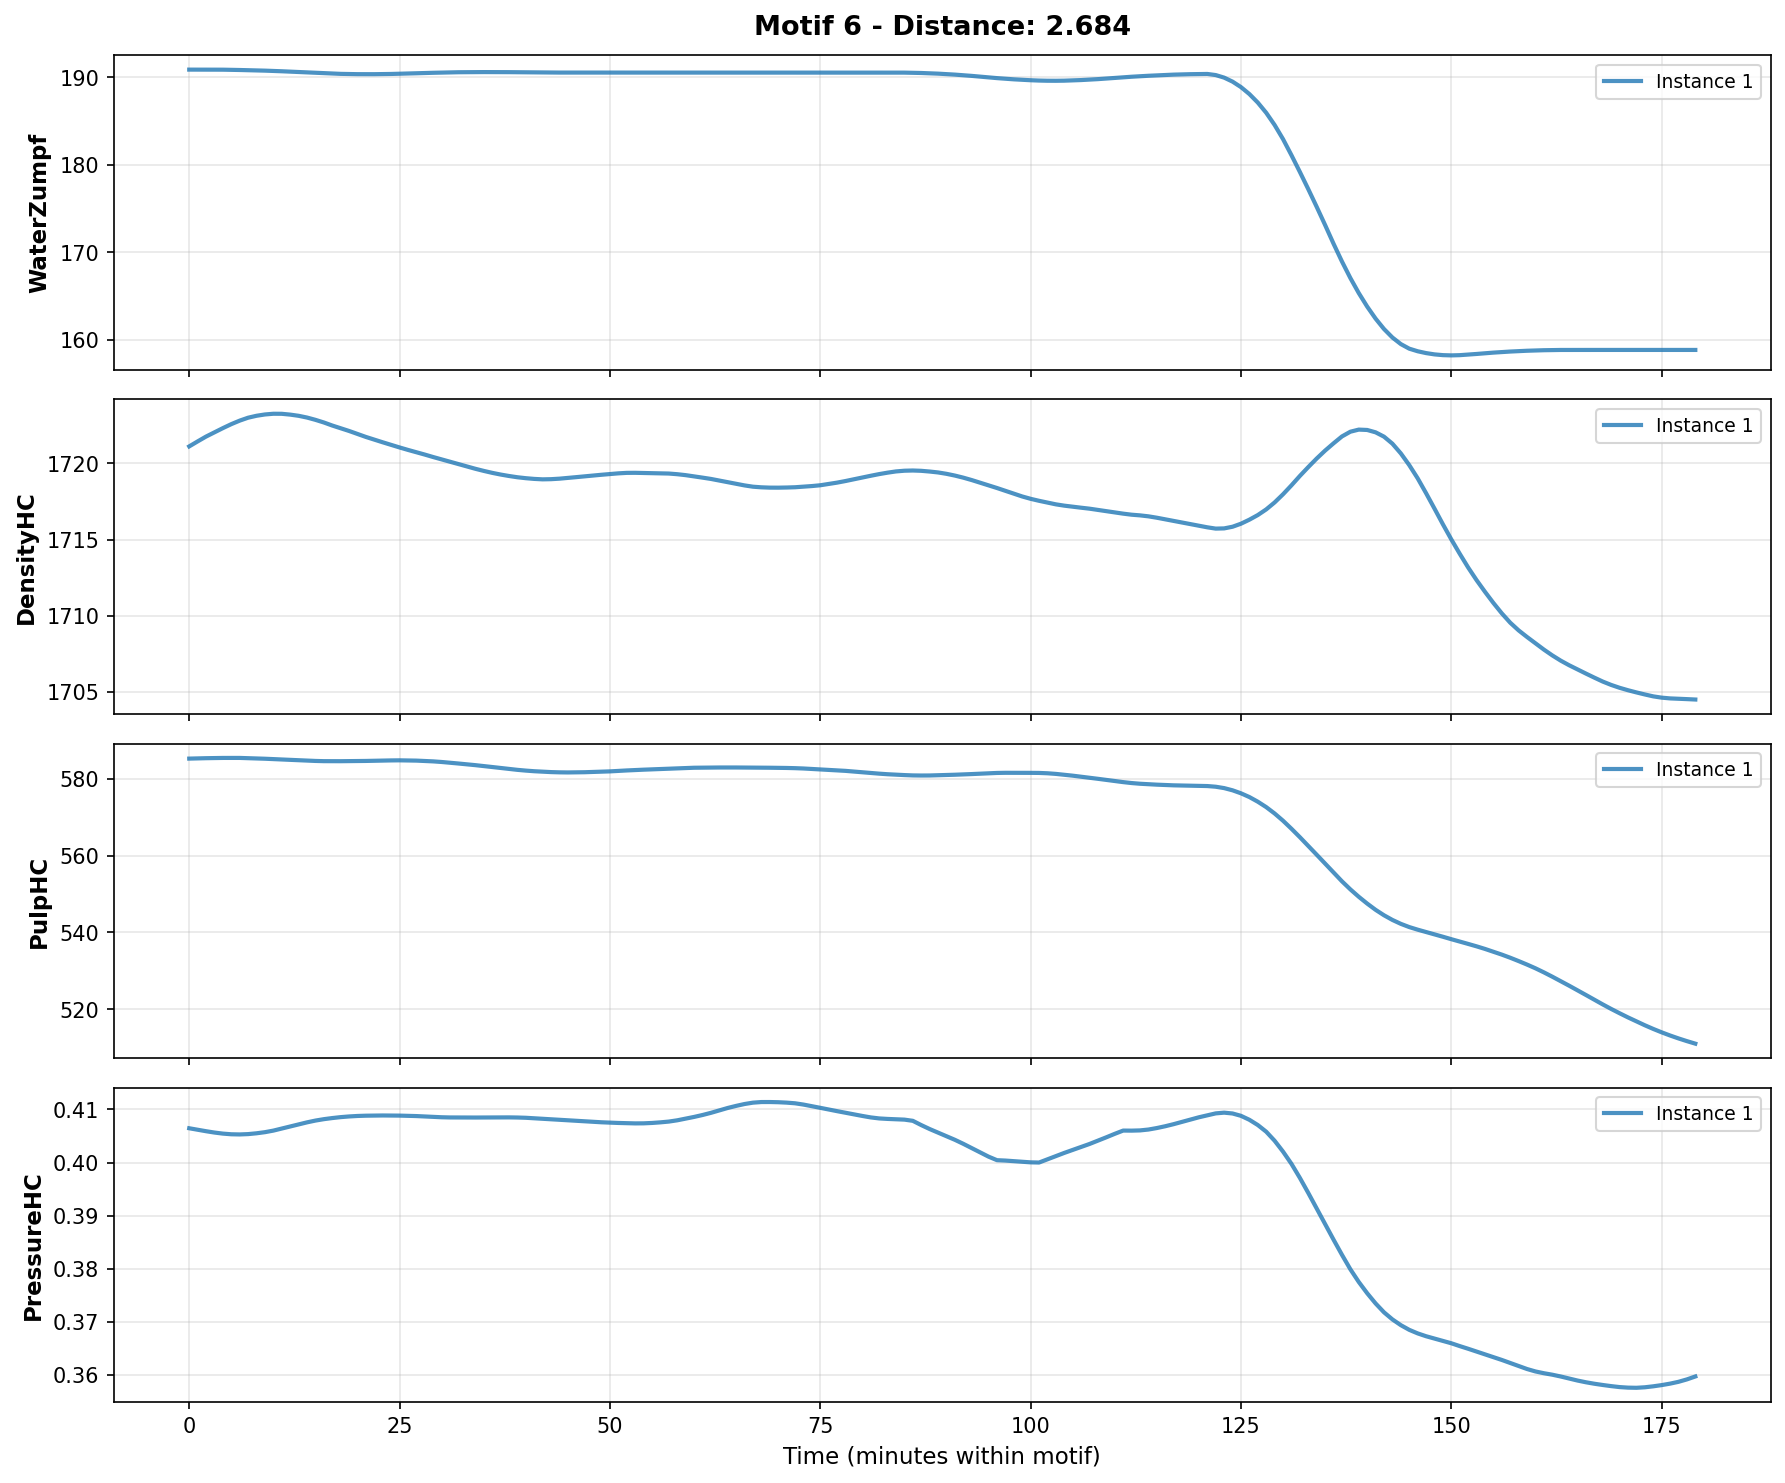 Motif 6 - Distance: 2.684
WaterZumpf
190
180
170
160
Instance 1
DensityHC
1720
1715
1710
1705
Instance 1
PulpHC
580
560
540
520
Instance 1
PressureHC
0.41
0.40
0.39
0.38
0.37
0.36
Instance 1
0 25 50 75 100 125 150 175
Time (minutes within motif)